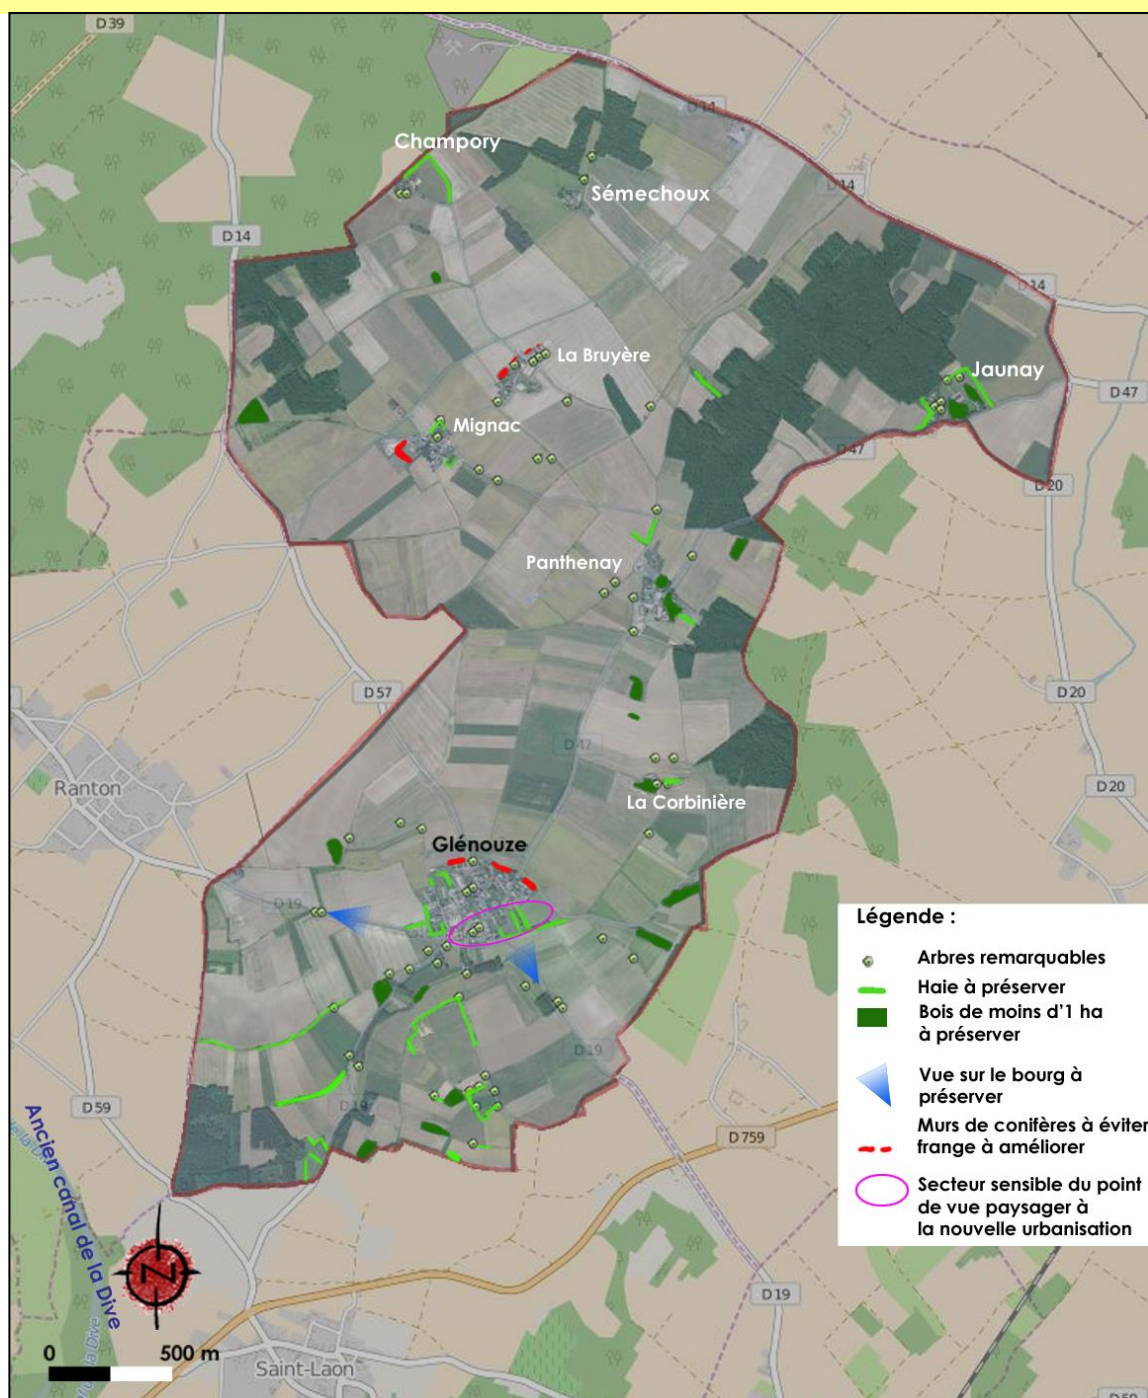 D39
D14
Champory
Sémechoux
D14
D14
D14
La Bruyère
Jaunay
D47
Mignac
D47
D20
Panthenay
D57
D20
D47
Ranton
D20
La Corbinière
Glénouze
D19
D19
D19
D59
D759
D19
Ancien canal de la Dive
la Dive
N
0 500 m
Saint-Laon
D59
Légende :
Arbres remarquables
Haie à préserver
Bois de moins d'1 ha
à préserver
Vue sur le bourg à
préserver
Murs de conifères à éviter
frange à améliorer
Secteur sensible du point
de vue paysager à
la nouvelle urbanisation